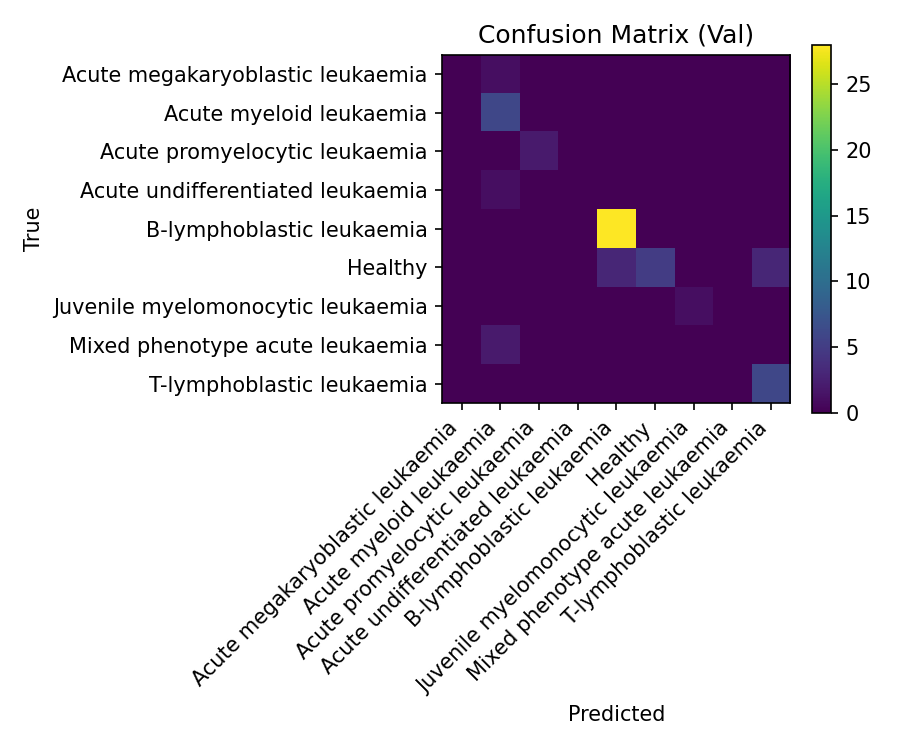 Confusion Matrix (Val)
True
Acute megakaryoblastic leukaemia
Acute myeloid leukaemia
Acute promyelocytic leukaemia
Acute undifferentiated leukaemia
B-lymphoblastic leukaemia
Healthy
Juvenile myelomonocytic leukaemia
Mixed phenotype acute leukaemia
T-lymphoblastic leukaemia
Acute megakaryoblastic leukaemia
Acute myeloid leukaemia
Acute promyelocytic leukaemia
Acute undifferentiated leukaemia
B-lymphoblastic leukaemia
Healthy
Juvenile myelomonocytic leukaemia
Mixed phenotype acute leukaemia
T-lymphoblastic leukaemia
Predicted
25
20
15
10
5
0